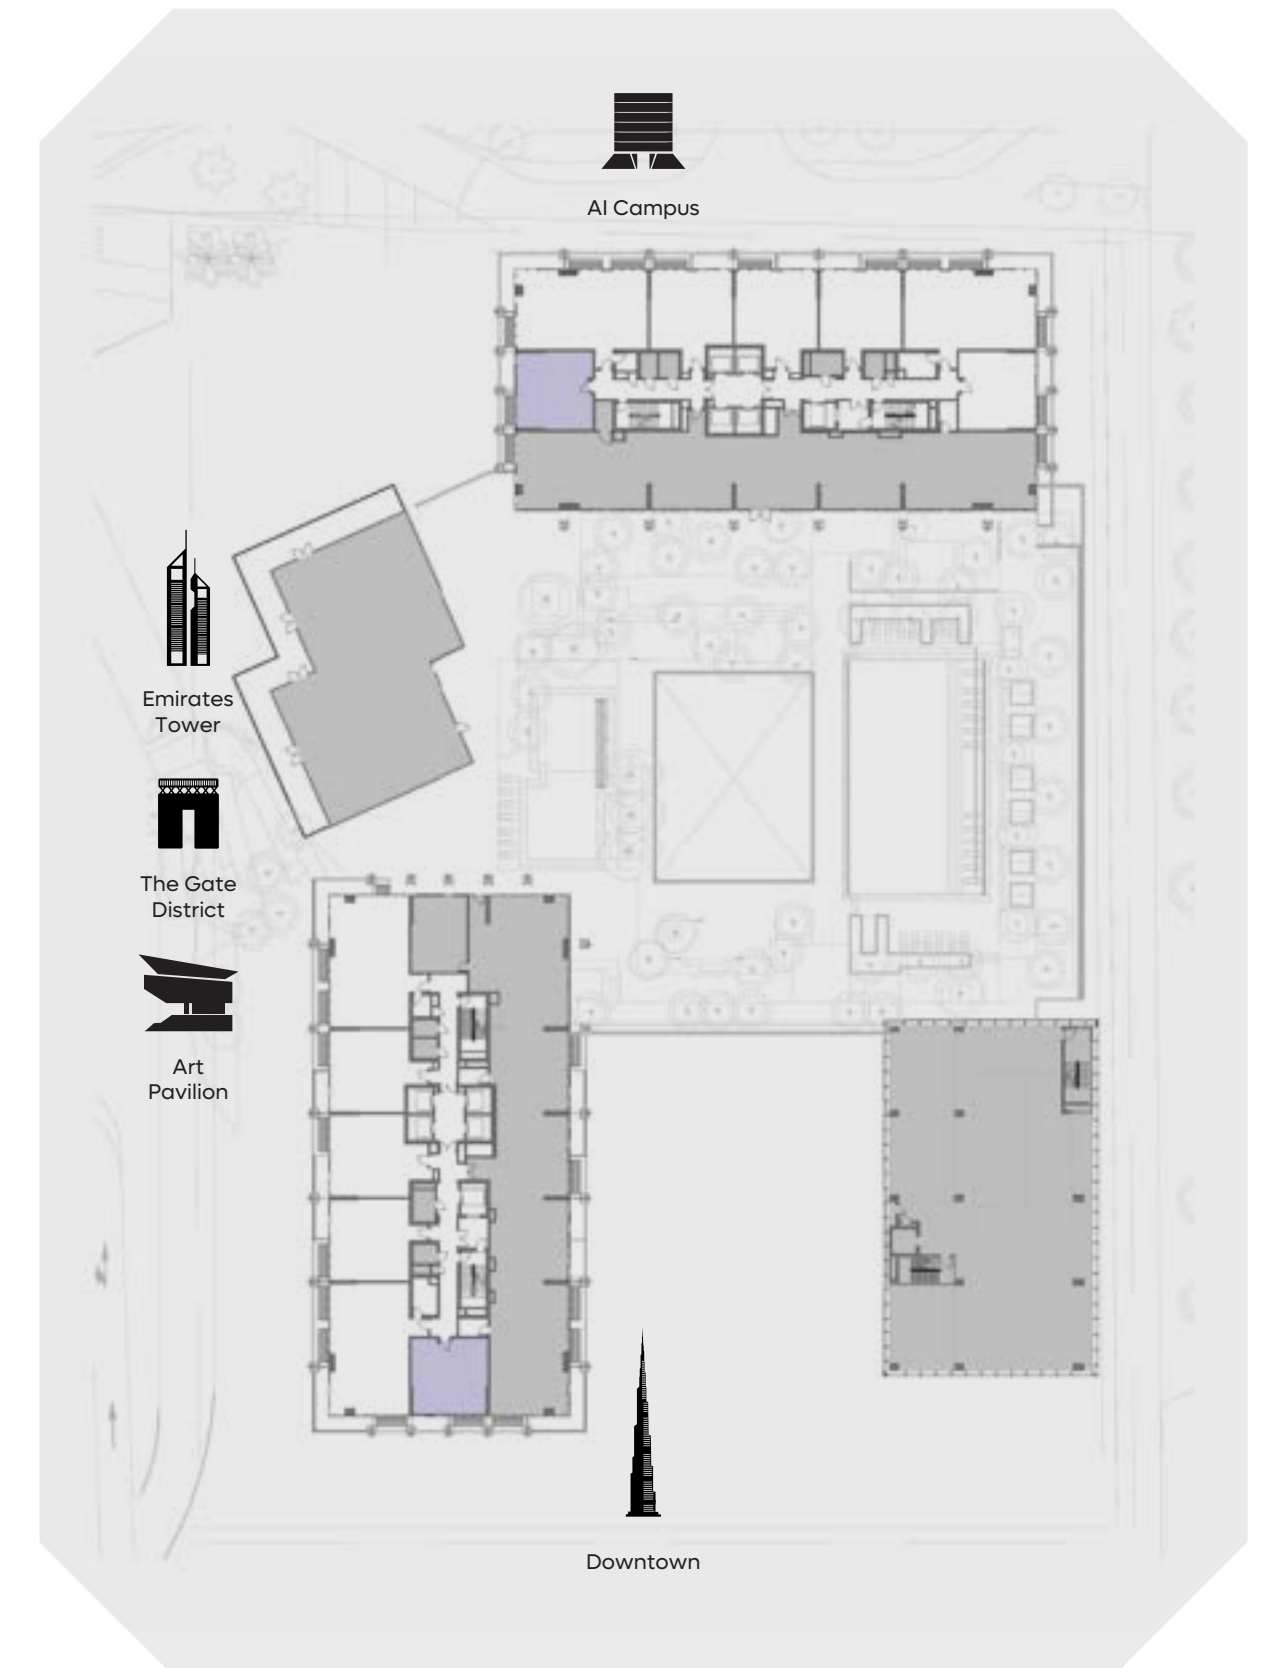 AI Campus
Emirates
Tower
The Gate
District
Art
Pavilion
Downtown